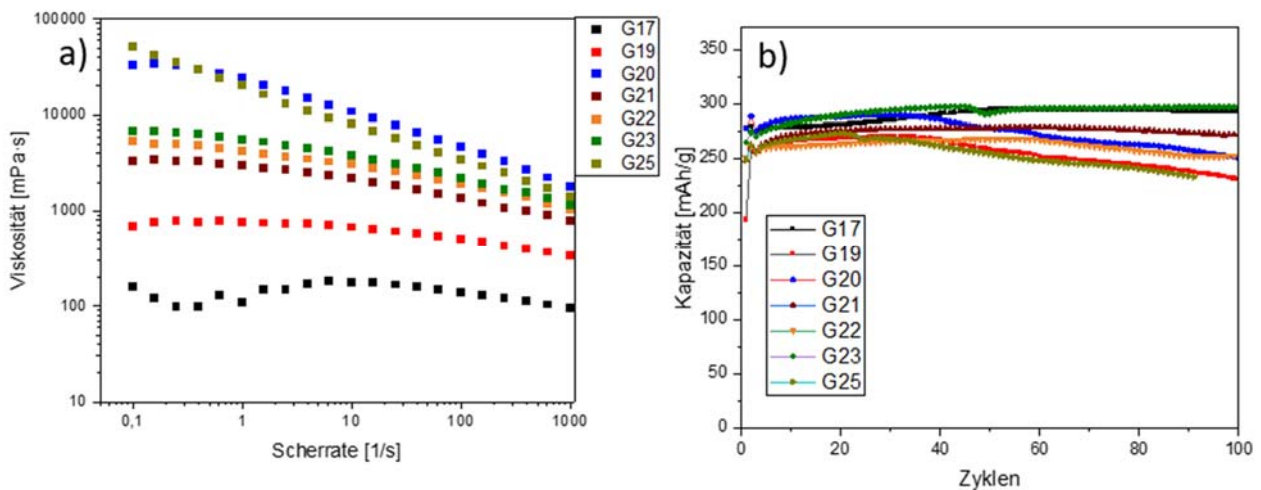 a)
Viskosität [mPa·s]
100000
10000
1000
100
10
0,1
1
10
100
1000
Scherrate [1/s]
G17
G19
G20
G21
G22
G23
G25
b)
Kapazität [mAh/g]
350
300
250
200
150
100
50
0
0
20
40
60
80
100
Zyklen
G17
G19
G20
G21
G22
G23
G25